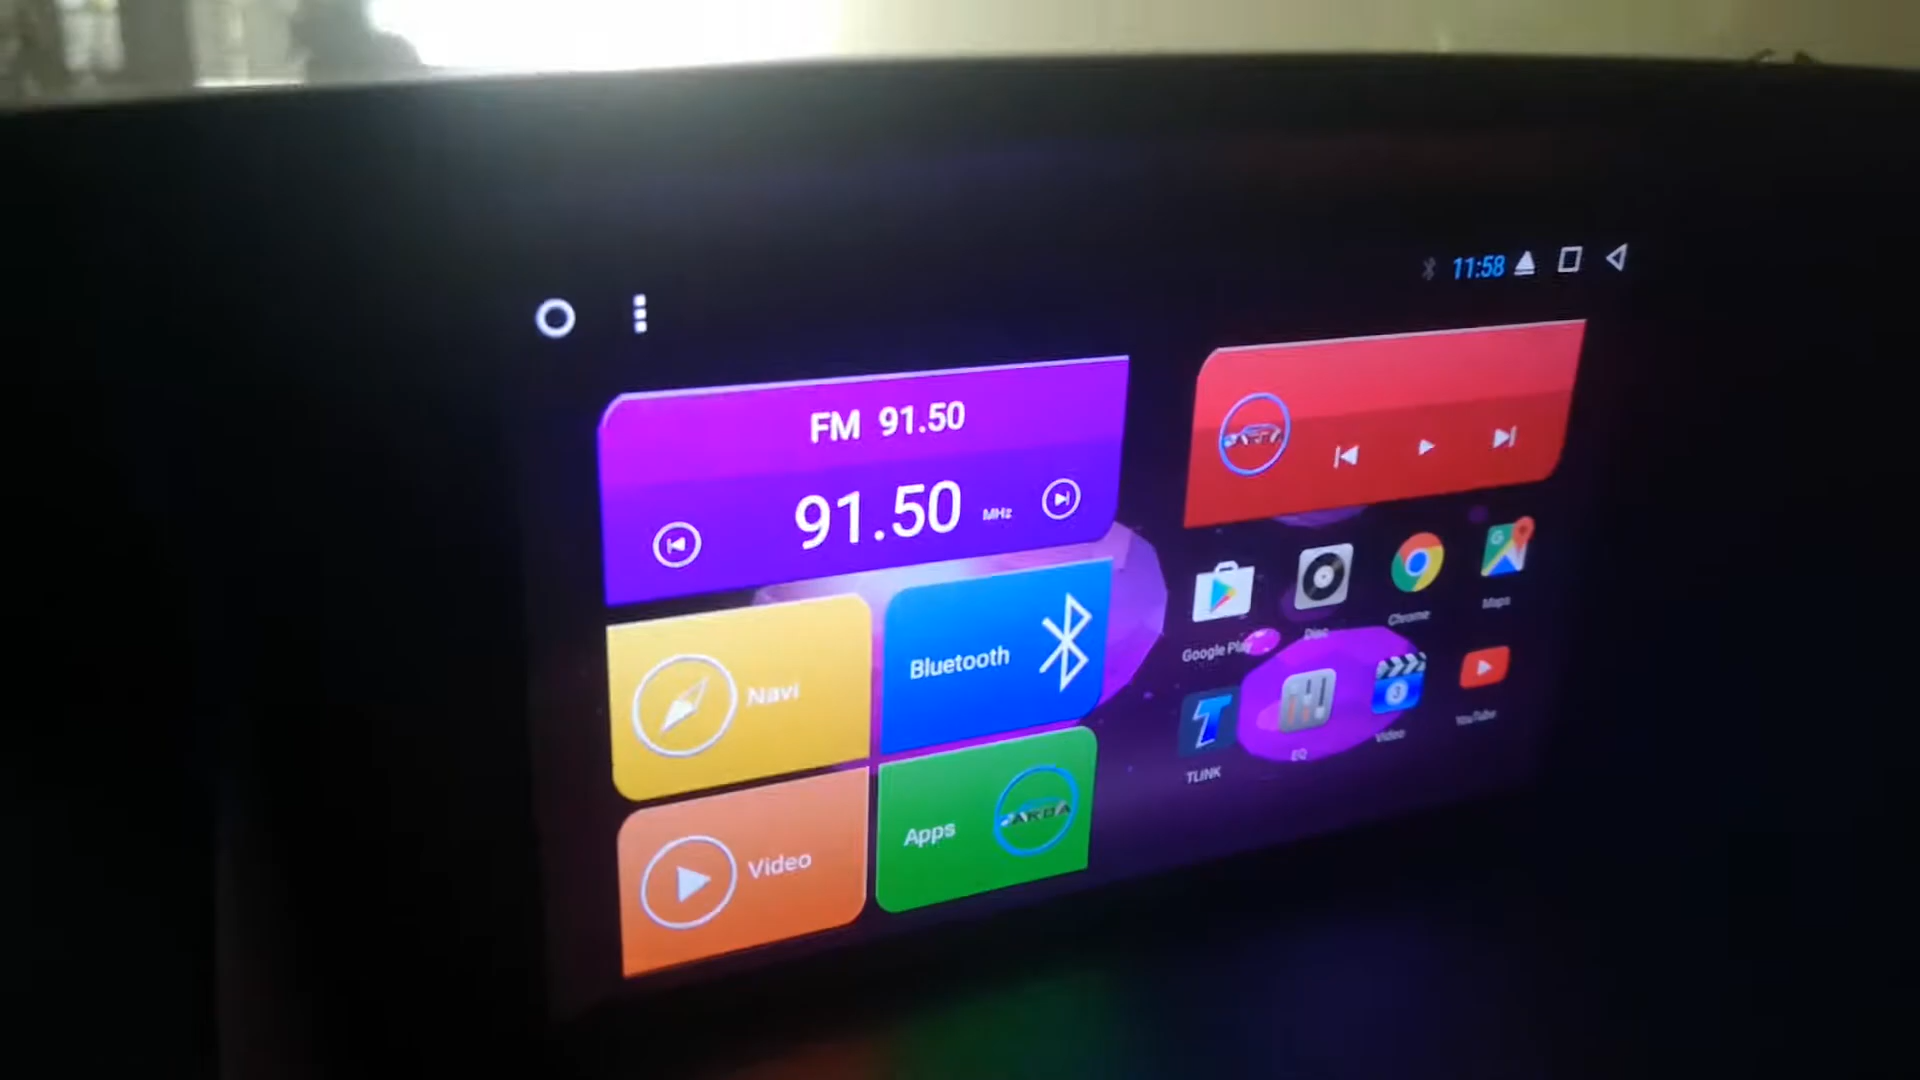 11:58
FM 91.50
91.50 MHz
Navi
Bluetooth
Video
Apps
Google Play
Disc
Chrome
Maps
TLINK
EQ
Video
YouTube